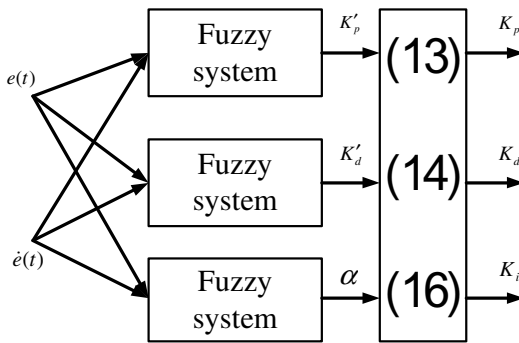 e(t)
ė(t)
Fuzzy
system
K′p
(13)
Kp
Fuzzy
system
K′d
(14)
Kd
Fuzzy
system
α
(16)
Ki